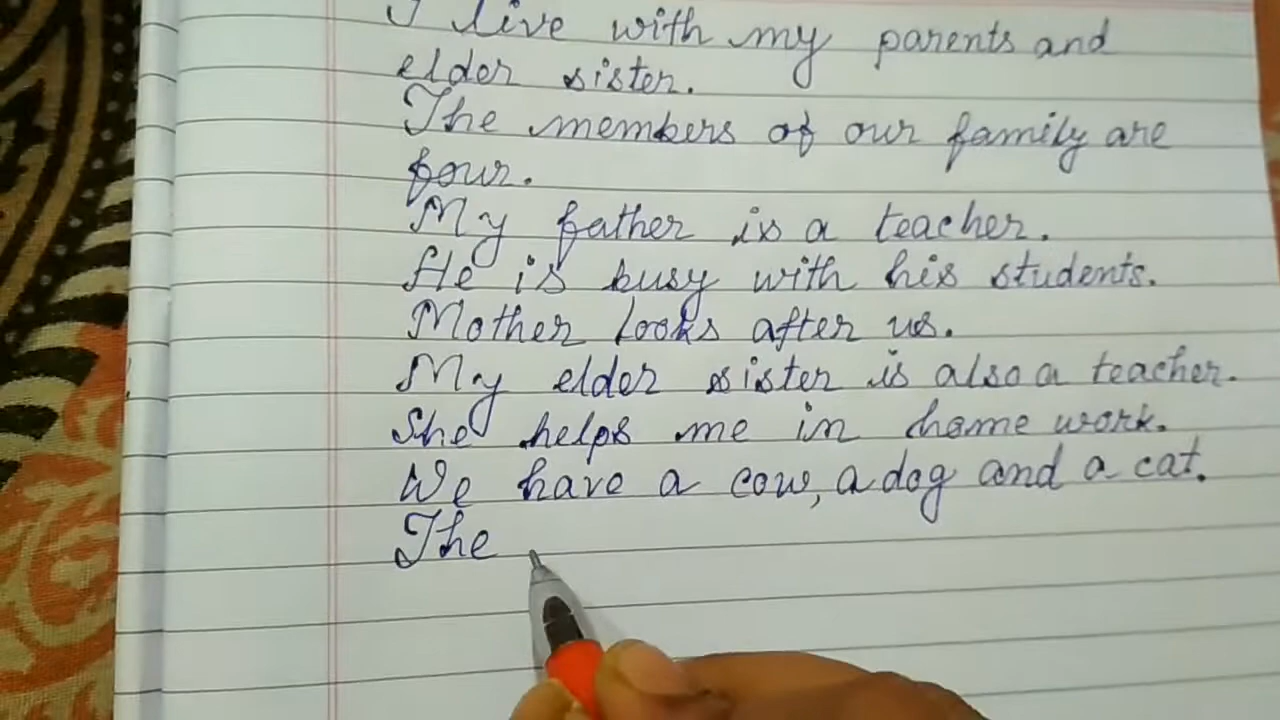 I live with my parents and
elder sister.
The members of our family are
four.
My father is a teacher.
He is busy with his students.
Mother looks after us.
My elder sister is also a teacher.
She helps me in home work.
We have a cow, a dog and a cat.
The